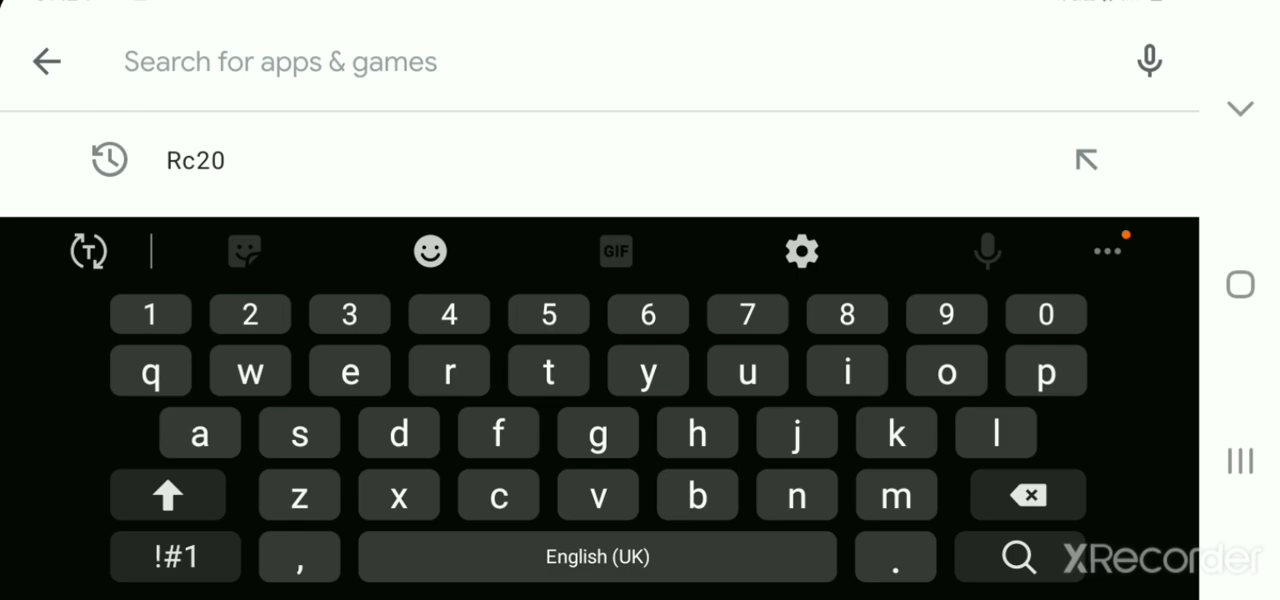 Search for apps & games
Rc20
T
GIF
1 2 3 4 5 6 7 8 9 0
q w e r t y u i o p
a s d f g h j k l
z x c v b n m
!#1 , English (UK) .
XRecorder